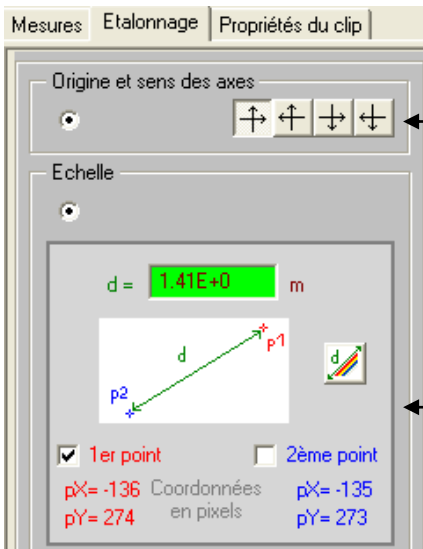 Mesures Etalonnage Propriétés du clip
Origine et sens des axes
Echelle
d = 1.41E+0 m
d
p1
d
p2
1er point 2ème point
pX= -136 Coordonnées pX= -135
pY= 274 en pixels pY= 273